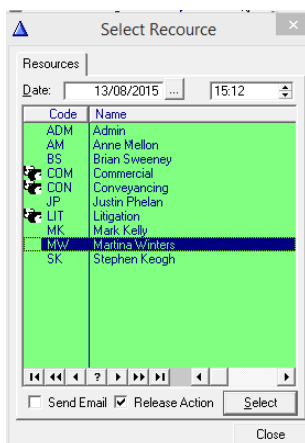 Select Recource
Resources
Date: 13/08/2015 ... 15:12
Code Name
ADM Admin
AM Anne Mellon
BS Brian Sweeney
COM Commercial
CON Conveyancing
JP Justin Phelan
LIT Litigation
MK Mark Kelly
MW Martina Winters
SK Stephen Keogh
?
Send Email Release Action Select
Close